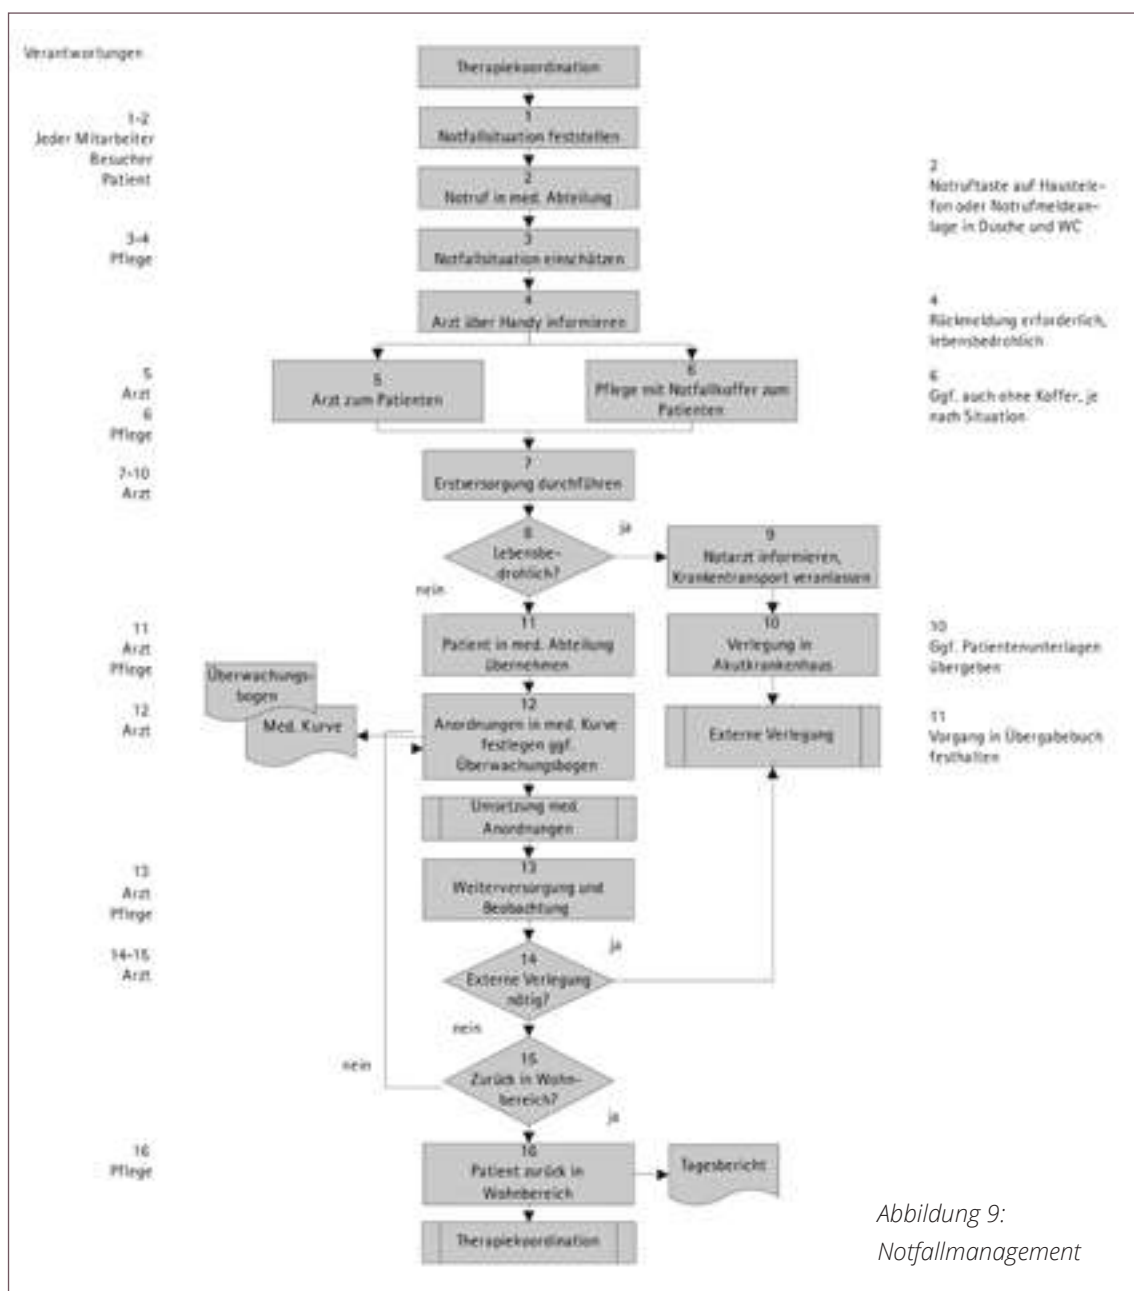 Verantwortungen
Therapiekoordination
1-2
Jeder Mitarbeiter
Besucher
Patient
1
Notfallsituation feststellen
2
Notruf in med. Abteilung
2
Notruftaste auf Haustele-
fon oder Notrufmeldean-
lage in Dusche und WC
3-4
Pflege
3
Notfallsituation einschätzen
4
Arzt über Handy informieren
4
Rückmeldung erforderlich,
lebensbedrohlich
5
Arzt
6
Pflege
5
Arzt zum Patienten
6
Pflege mit Notfallkoffer zum
Patienten
6
Ggf. auch ohne Koffer, je
nach Situation
7-10
Arzt
7
Erstversorgung durchführen
8
Lebensbe-
drohlich?
ja
nein
9
Notarzt informieren,
Krankentransport veranlassen
11
Arzt
Pflege
11
Patient in med. Abteilung
übernehmen
10
Verlegung in
Akutkrankenhaus
10
Ggf. Patientenunterlagen
übergeben
Überwachungs-
bogen
Med. Kurve
12
Arzt
12
Anordnungen in med. Kurve
festlegen ggf.
Überwachungsbogen
Externe Verlegung
11
Vorgang in Übergabebuch
festhalten
Umsetzung med.
Anordnungen
13
Arzt
Pflege
13
Weiterversorgung und
Beobachtung
14-15
Arzt
14
Externe Verlegung
nötig?
ja
nein
15
Zurück in Wohn-
bereich?
nein
ja
16
Pflege
16
Patient zurück in
Wohnbereich
Tagesbericht
Therapiekoordination
Abbildung 9:
Notfallmanagement